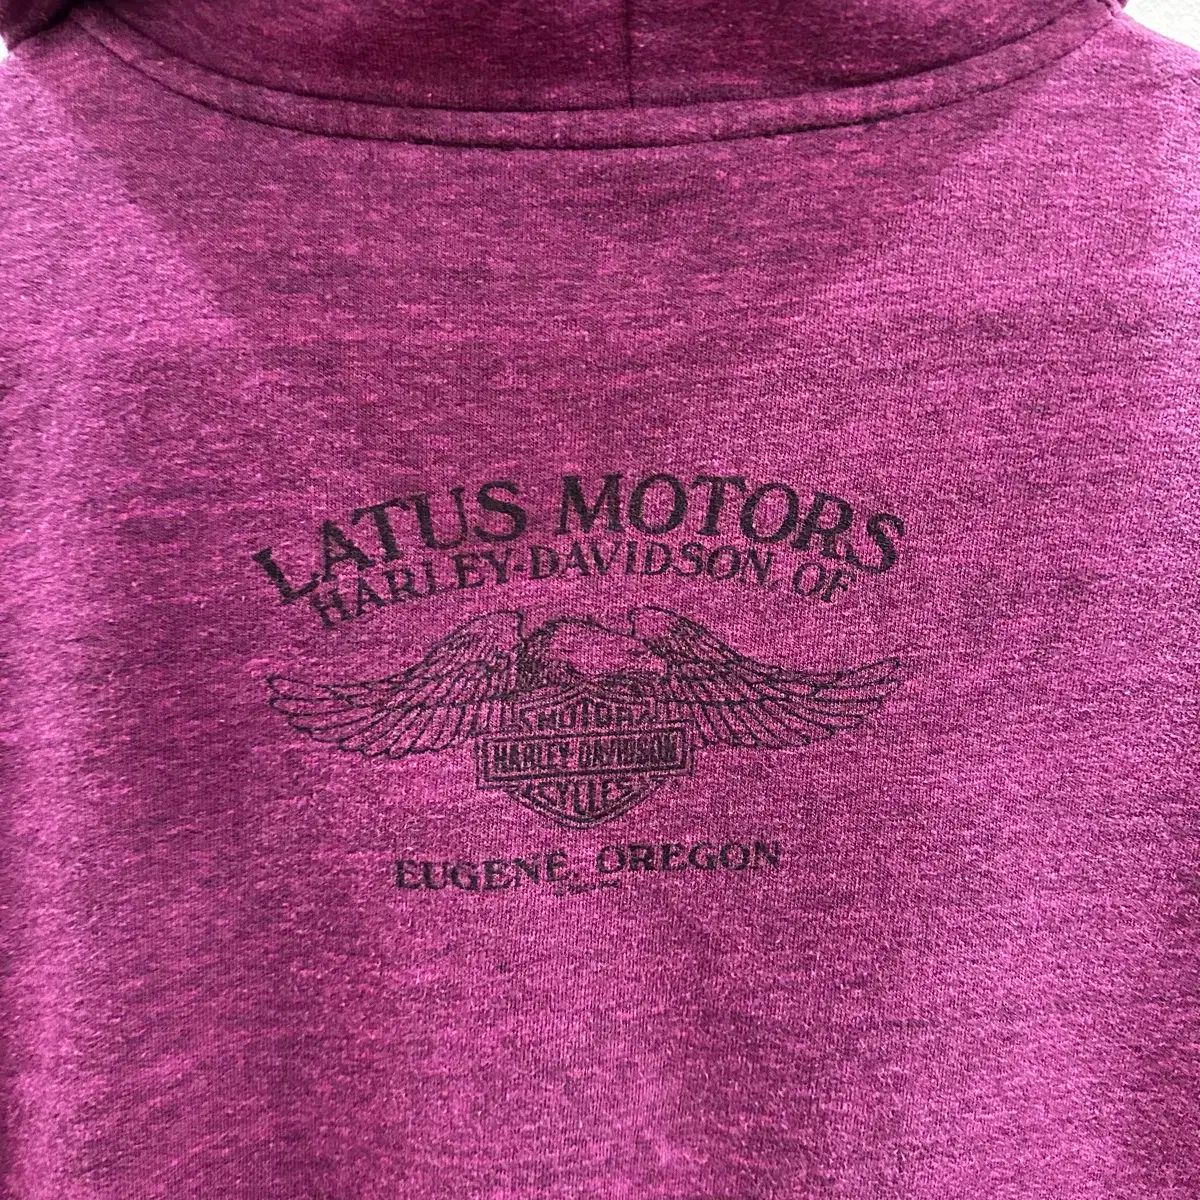 LATUS MOTORS
HARLEY-DAVIDSON, OF
MOTOR
HARLEY-DAVIDSON
CYCLES
EUGENE, OREGON